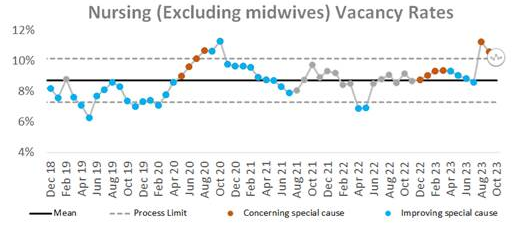 Nursing (Excluding midwives) Vacancy Rates
12%
10%
8%
6%
4%
Dec 18
Feb 19
Apr 19
Jun 19
Aug 19
Oct 19
Dec 19
Feb 20
Apr 20
Jun 20
Aug 20
Oct 20
Dec 20
Feb 21
Apr 21
Jun 21
Aug 21
Oct 21
Dec 21
Feb 22
Apr 22
Jun 22
Aug 22
Oct 22
Dec 22
Feb 23
Apr 23
Jun 23
Aug 23
Oct 23
Mean
Process Limit
Concerning special cause
Improving special cause